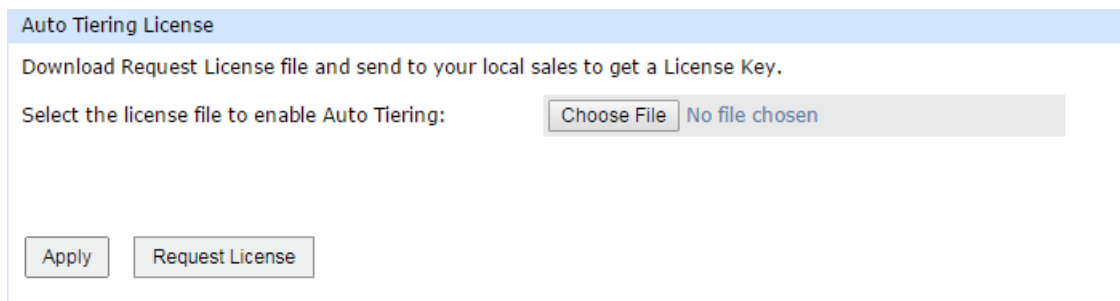 Auto Tiering License
Download Request License file and send to your local sales to get a License Key.
Select the license file to enable Auto Tiering: Choose File No file chosen
Apply Request License